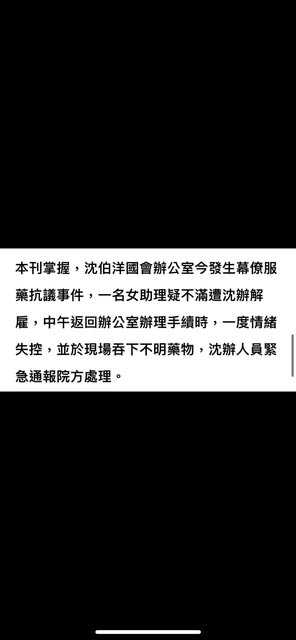 本刊掌握，沈伯洋國會辦公室今發生幕僚服
藥抗議事件，一名女助理疑不滿遭沈辦解
雇，中午返回辦公室辦理手續時，一度情緒
失控，並於現場吞下不明藥物，沈辦人員緊
急通報院方處理。